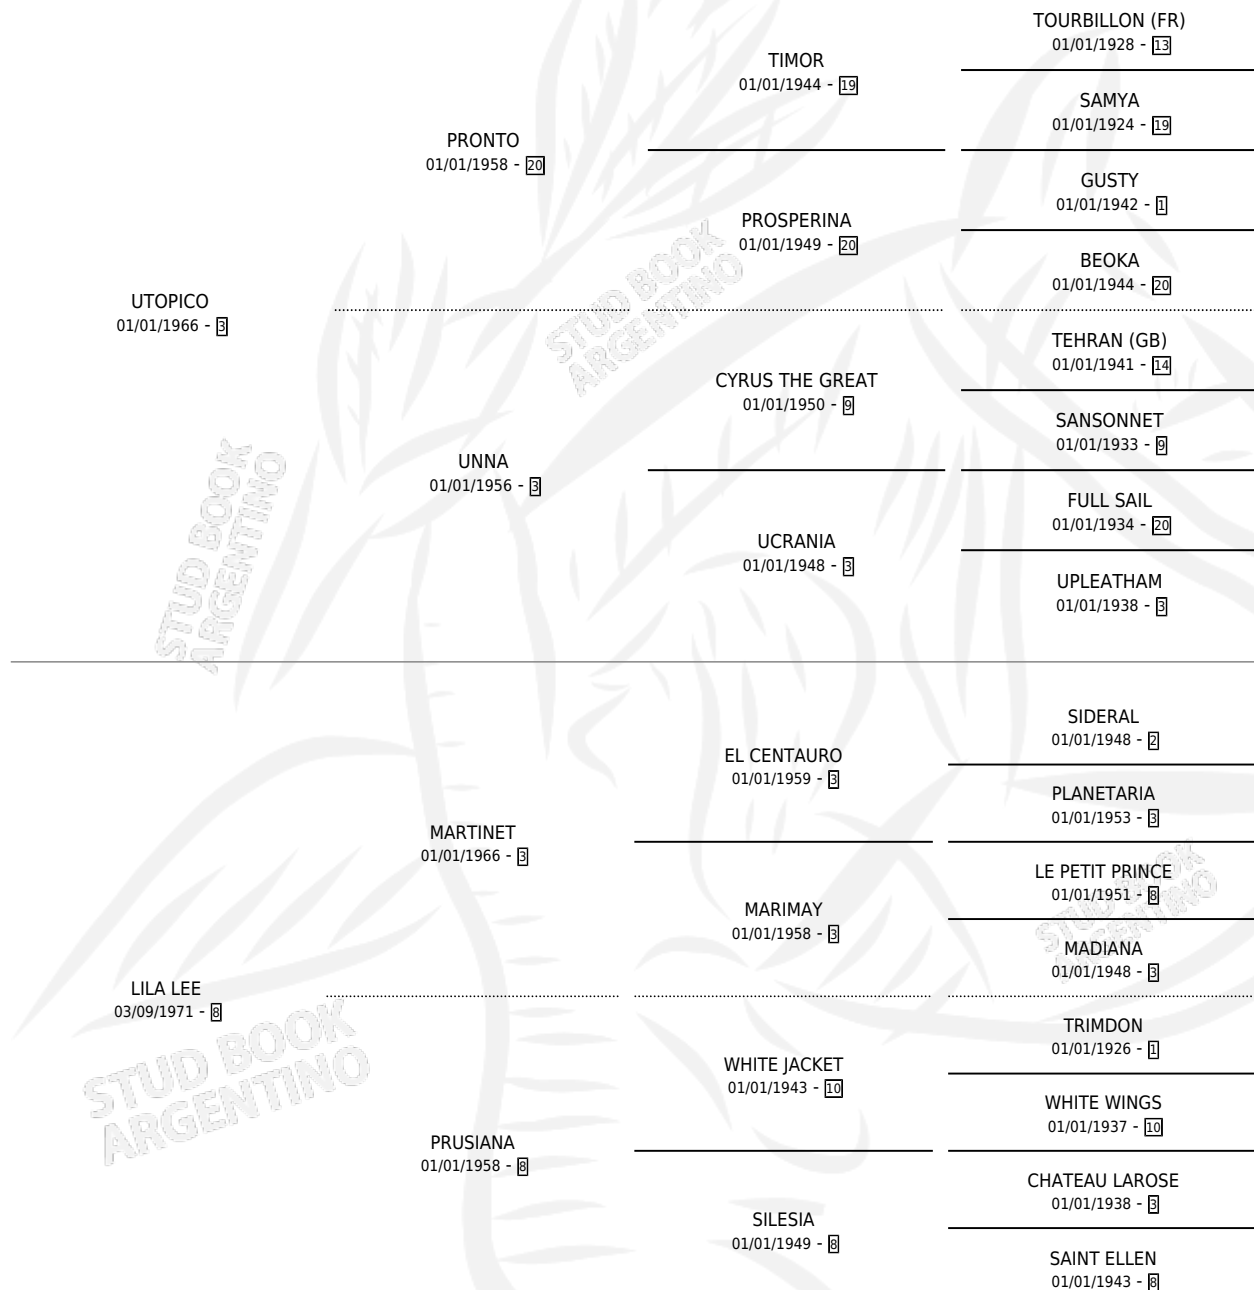 TOURBILLON (FR)
01/01/1928 - 13
TIMOR
01/01/1944 - 19
SAMYA
01/01/1924 - 19
PRONTO
01/01/1958 - 20
GUSTY
01/01/1942 - 1
PROSPERINA
01/01/1949 - 20
BEOKA
01/01/1944 - 20
UTOPICO
01/01/1966 - 3
STUD BOOK
ARGENTINO
TEHRAN (GB)
01/01/1941 - 14
CYRUS THE GREAT
01/01/1950 - 9
SANSONNET
01/01/1933 - 9
UNNA
01/01/1956 - 3
FULL SAIL
01/01/1934 - 20
UCRANIA
01/01/1948 - 3
UPLEATHAM
01/01/1938 - 3
STUD BOOK
ARGENTINO
SIDERAL
01/01/1948 - 2
EL CENTAURO
01/01/1959 - 3
PLANETARIA
01/01/1953 - 3
MARTINET
01/01/1966 - 3
LE PETIT PRINCE
01/01/1951 - 8
MARIMAY
01/01/1958 - 3
MADIANA
01/01/1948 - 3
STUD BOOK
ARGENTINO
LILA LEE
03/09/1971 - 8
TRIMDON
01/01/1926 - 1
WHITE JACKET
01/01/1943 - 10
WHITE WINGS
01/01/1937 - 10
STUD BOOK
ARGENTINO
PRUSIANA
01/01/1958 - 8
CHATEAU LAROSE
01/01/1938 - 3
SILESIA
01/01/1949 - 8
SAINT ELLEN
01/01/1943 - 8